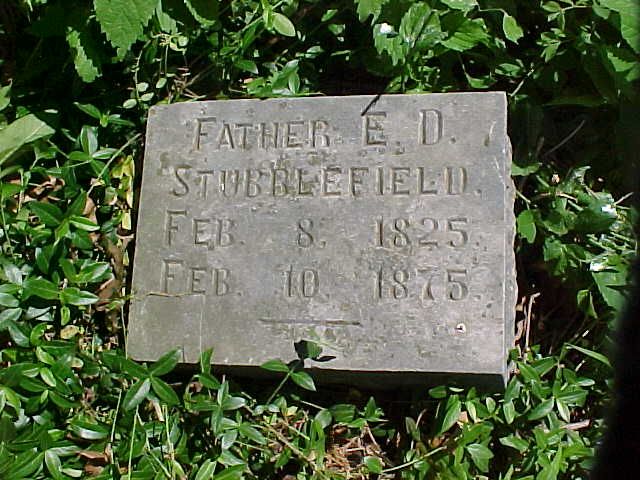 FATHER E. D.
STUBBLEFIELD.
FEB. 8. 1825.
FEB. 10. 1875.